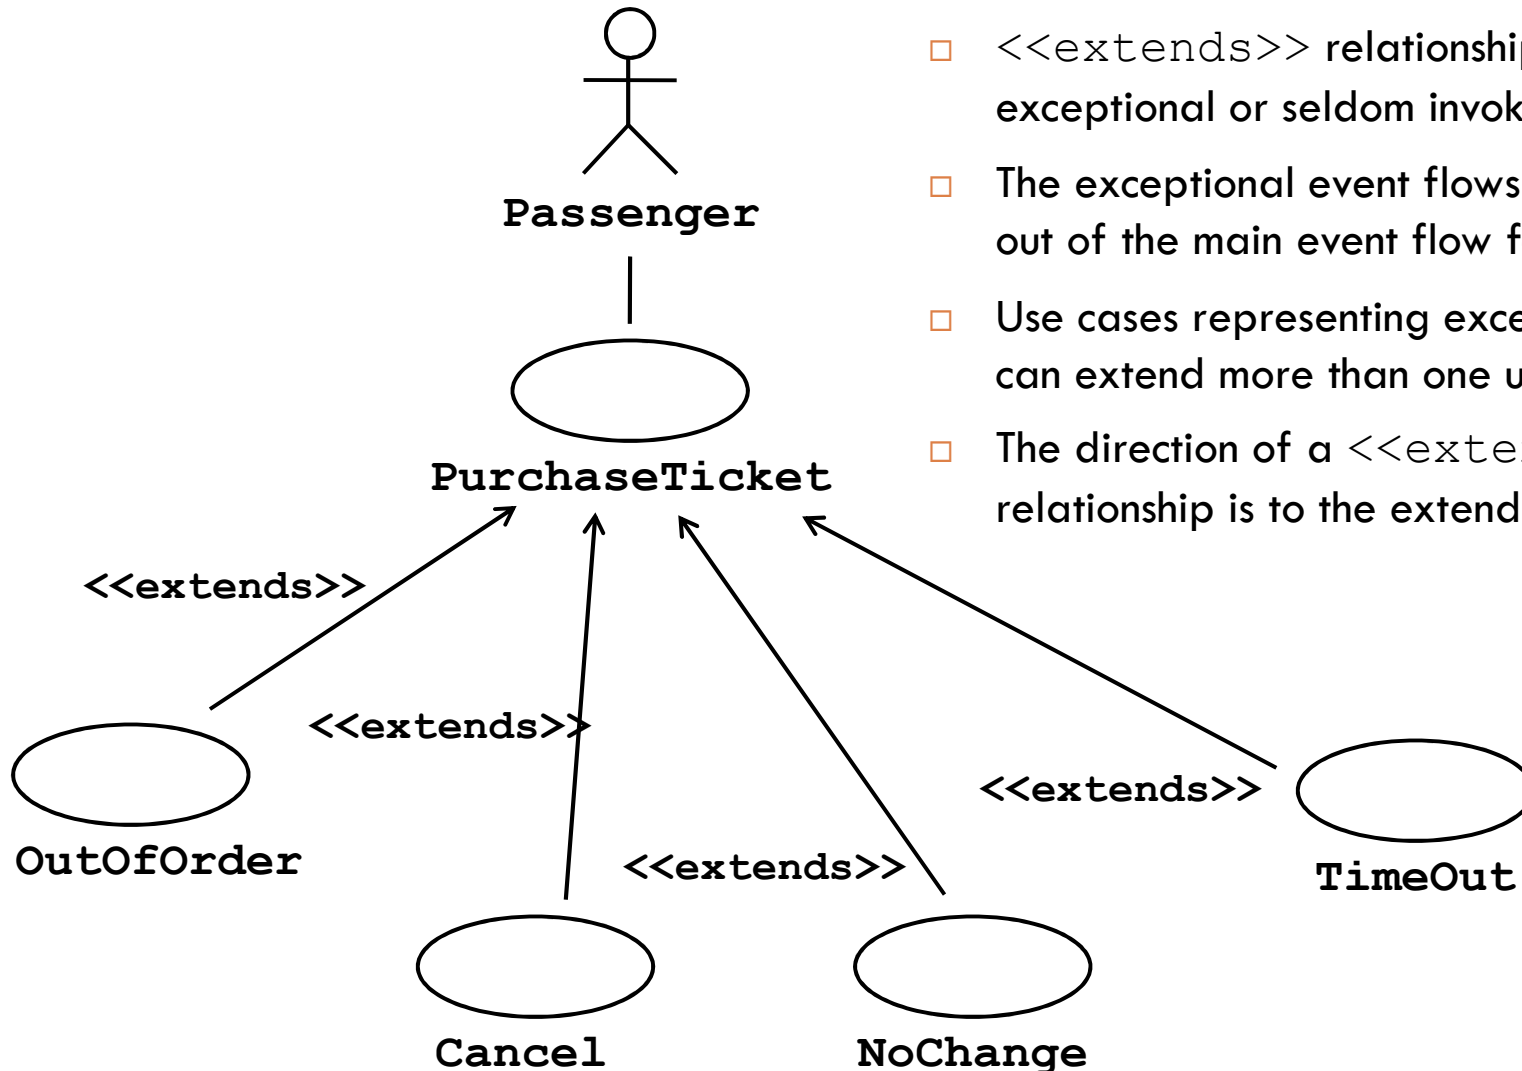 <<extends>> relationship
exceptional or seldom invok
The exceptional event flows
out of the main event flow f
Use cases representing exce
can extend more than one u
The direction of a <<exte
relationship is to the extend
Passenger
PurchaseTicket
<<extends>>
<<extends>>
<<extends>>
<<extends>>
OutOfOrder
TimeOut
Cancel
NoChange